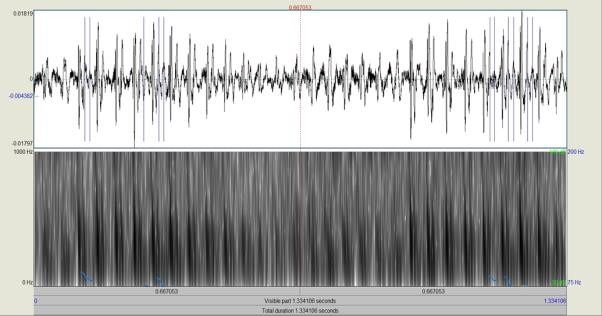 0.667053
0.01819
0
-0.004382
-0.01797
1000 Hz
200 Hz
0 Hz
75 Hz
0.667053 0.667053
0 Visible part 1.334106 seconds 1.334106
Total duration 1.334106 seconds